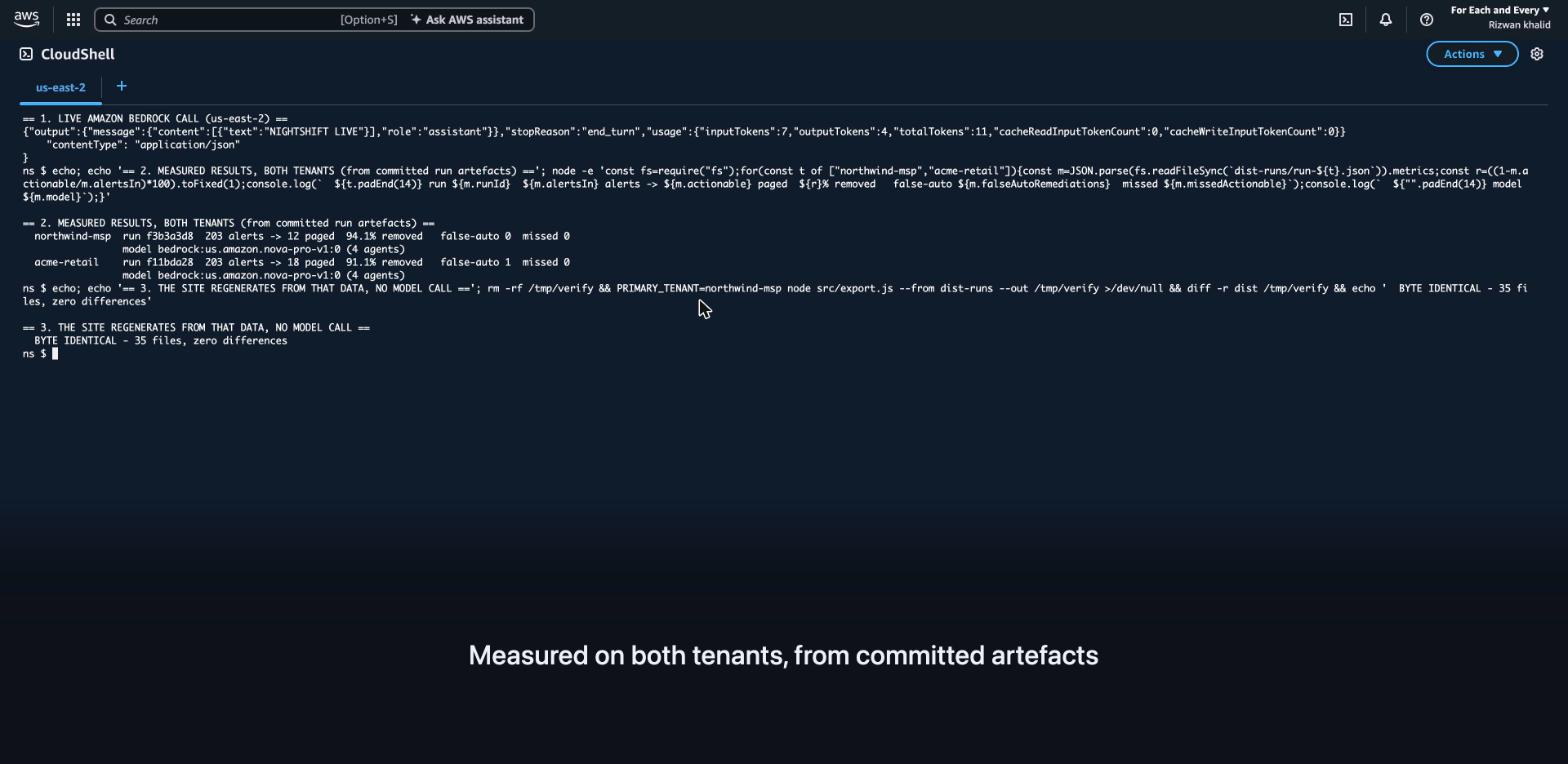 aws
Search [Option+S] Ask AWS assistant
For Each and Every ▼
Rizwan khalid
CloudShell
Actions ▼
us-east-2 +
== 1. LIVE AMAZON BEDROCK CALL (us-east-2) ==
{"output":{"message":{"content":[{"text":"NIGHTSHIFT LIVE"}],"role":"assistant"}},"stopReason":"end_turn","usage":{"inputTokens":7,"outputTokens":4,"totalTokens":11,"cacheReadInputTokenCount":0,"cacheWriteInputTokenCount":0}}
    "contentType": "application/json"
}
ns $ echo; echo '== 2. MEASURED RESULTS, BOTH TENANTS (from committed run artefacts) =='; node -e 'const fs=require("fs");for(const t of ["northwind-msp","acme-retail"]){const m=JSON.parse(fs.readFileSync(`dist-runs/run-${t}.json`)).metrics;const r=((1-m.a
ctionable/m.alertsIn)*100).toFixed(1);console.log(`  ${t.padEnd(14)} run ${m.runId}  ${m.alertsIn} alerts -> ${m.actionable} paged  ${r}% removed   false-auto ${m.falseAutoRemediations}  missed ${m.missedActionable}`);console.log(`  ${"".padEnd(14)} model
${m.model}`);}'
== 2. MEASURED RESULTS, BOTH TENANTS (from committed run artefacts) ==
  northwind-msp  run f3b3a3d8  203 alerts -> 12 paged  94.1% removed   false-auto 0  missed 0
                 model bedrock:us.amazon.nova-pro-v1:0 (4 agents)
  acme-retail    run f11bda28  203 alerts -> 18 paged  91.1% removed   false-auto 1  missed 0
                 model bedrock:us.amazon.nova-pro-v1:0 (4 agents)
ns $ echo; echo '== 3. THE SITE REGENERATES FROM THAT DATA, NO MODEL CALL =='; rm -rf /tmp/verify && PRIMARY_TENANT=northwind-msp node src/export.js --from dist-runs --out /tmp/verify >/dev/null && diff -r dist /tmp/verify && echo '  BYTE IDENTICAL - 35 fi
les, zero differences'
== 3. THE SITE REGENERATES FROM THAT DATA, NO MODEL CALL ==
  BYTE IDENTICAL - 35 files, zero differences
ns $
Measured on both tenants, from committed artefacts